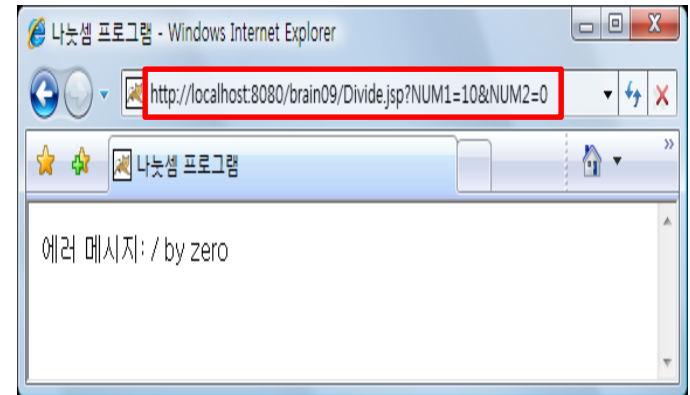 나눗셈 프로그램 - Windows Internet Explorer
http://localhost:8080/brain09/Divide.jsp?NUM1=10&NUM2=0
나눗셈 프로그램
에러 메시지: / by zero